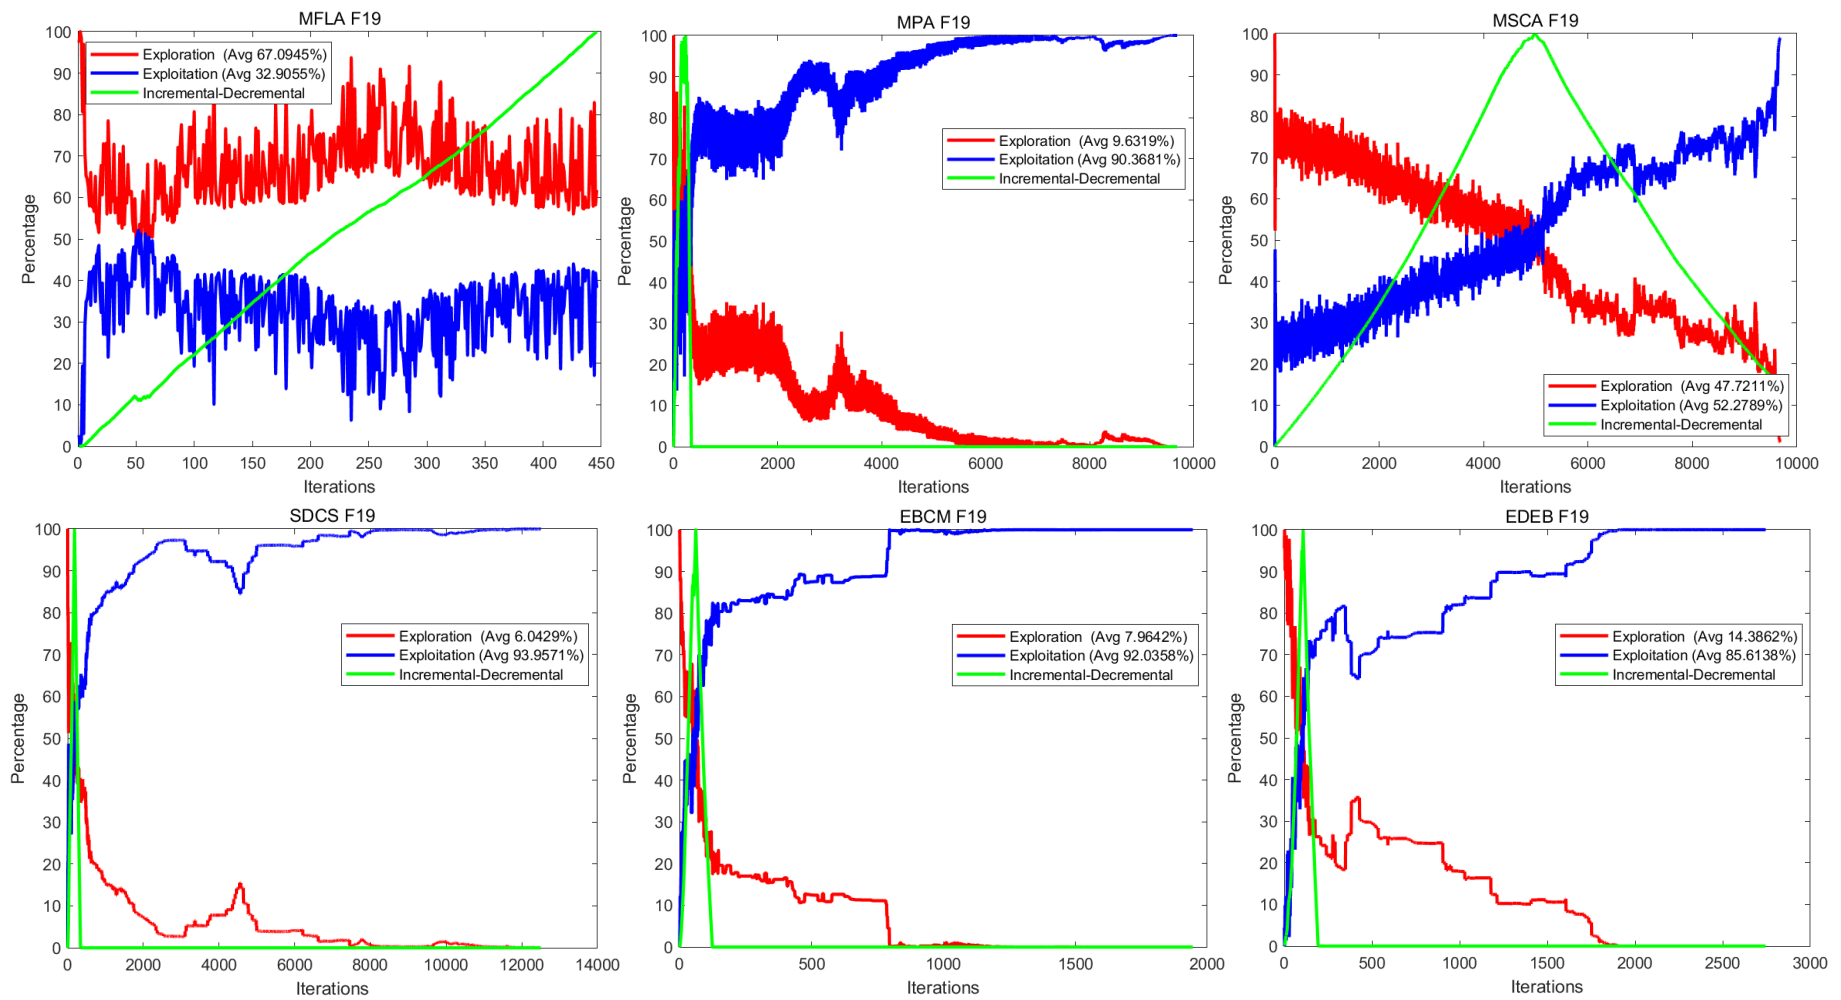 MFLA F19
100
90
80
70
60
50
40
30
20
10
0
Percentage
Exploration (Avg 67.0945%)
Exploitation (Avg 32.9055%)
Incremental-Decremental
0 50 100 150 200 250 300 350 400 450
Iterations
MPA F19
100
90
80
70
60
50
40
30
20
10
0
Percentage
Exploration (Avg 9.6319%)
Exploitation (Avg 90.3681%)
Incremental-Decremental
0 2000 4000 6000 8000 10000
Iterations
MSCA F19
100
90
80
70
60
50
40
30
20
10
0
Percentage
Exploration (Avg 47.7211%)
Exploitation (Avg 52.2789%)
Incremental-Decremental
0 2000 4000 6000 8000 10000
Iterations
SDCS F19
100
90
80
70
60
50
40
30
20
10
0
Percentage
Exploration (Avg 6.0429%)
Exploitation (Avg 93.9571%)
Incremental-Decremental
0 2000 4000 6000 8000 10000 12000 14000
Iterations
EBCM F19
100
90
80
70
60
50
40
30
20
10
0
Percentage
Exploration (Avg 7.9642%)
Exploitation (Avg 92.0358%)
Incremental-Decremental
0 500 1000 1500 2000
Iterations
EDEB F19
100
90
80
70
60
50
40
30
20
10
0
Percentage
Exploration (Avg 14.3862%)
Exploitation (Avg 85.6138%)
Incremental-Decremental
0 500 1000 1500 2000 2500 3000
Iterations